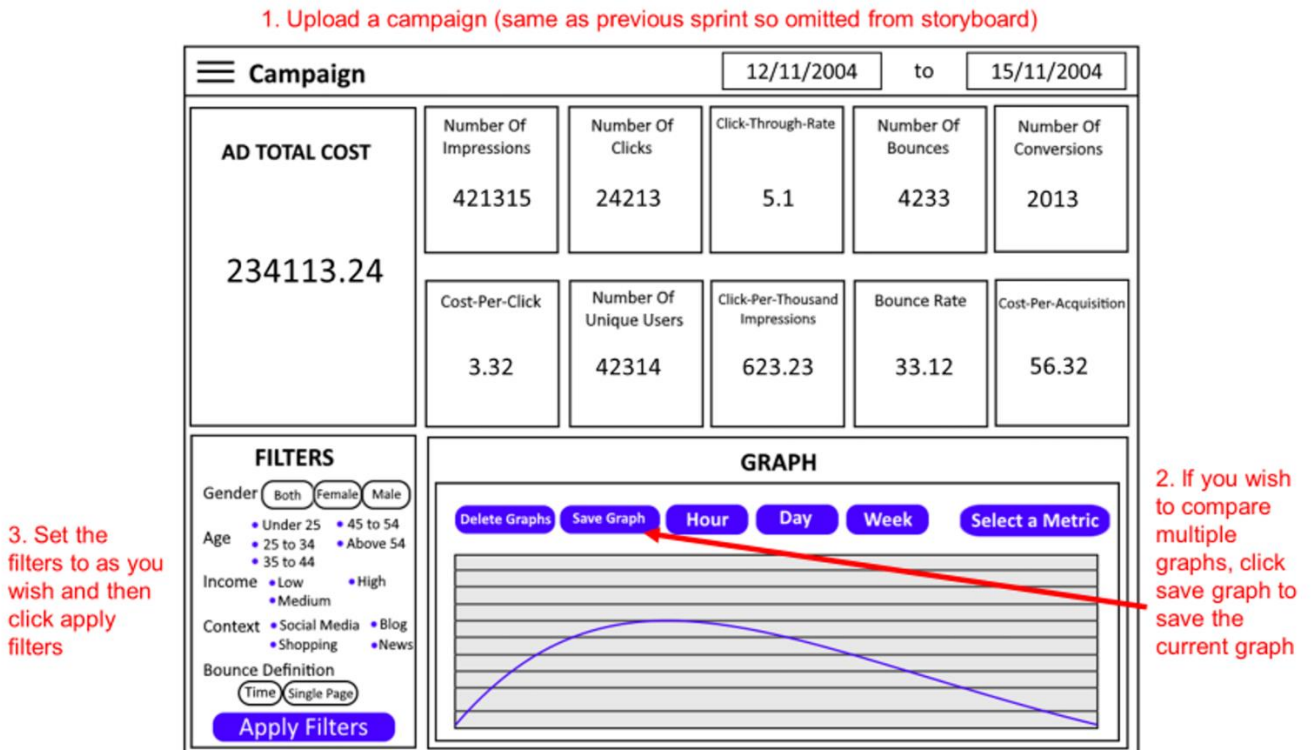 1. Upload a campaign (same as previous sprint so omitted from storyboard)
Campaign
12/11/2004
to
15/11/2004
AD TOTAL COST
234113.24
Number Of
Impressions
421315
Number Of
Clicks
24213
Click-Through-Rate
5.1
Number Of
Bounces
4233
Number Of
Conversions
2013
Cost-Per-Click
3.32
Number Of
Unique Users
42314
Click-Per-Thousand
Impressions
623.23
Bounce Rate
33.12
Cost-Per-Acquisition
56.32
FILTERS
Gender Both Female Male
Age
Under 25 45 to 54
25 to 34 Above 54
35 to 44
Income Low High
Medium
Context Social Media Blog
Shopping News
Bounce Definition
Time Single Page
Apply Filters
GRAPH
Delete Graphs Save Graph Hour Day Week Select a Metric
2. If you wish
to compare
multiple
graphs, click
save graph to
save the
current graph
3. Set the
filters to as you
wish and then
click apply
filters